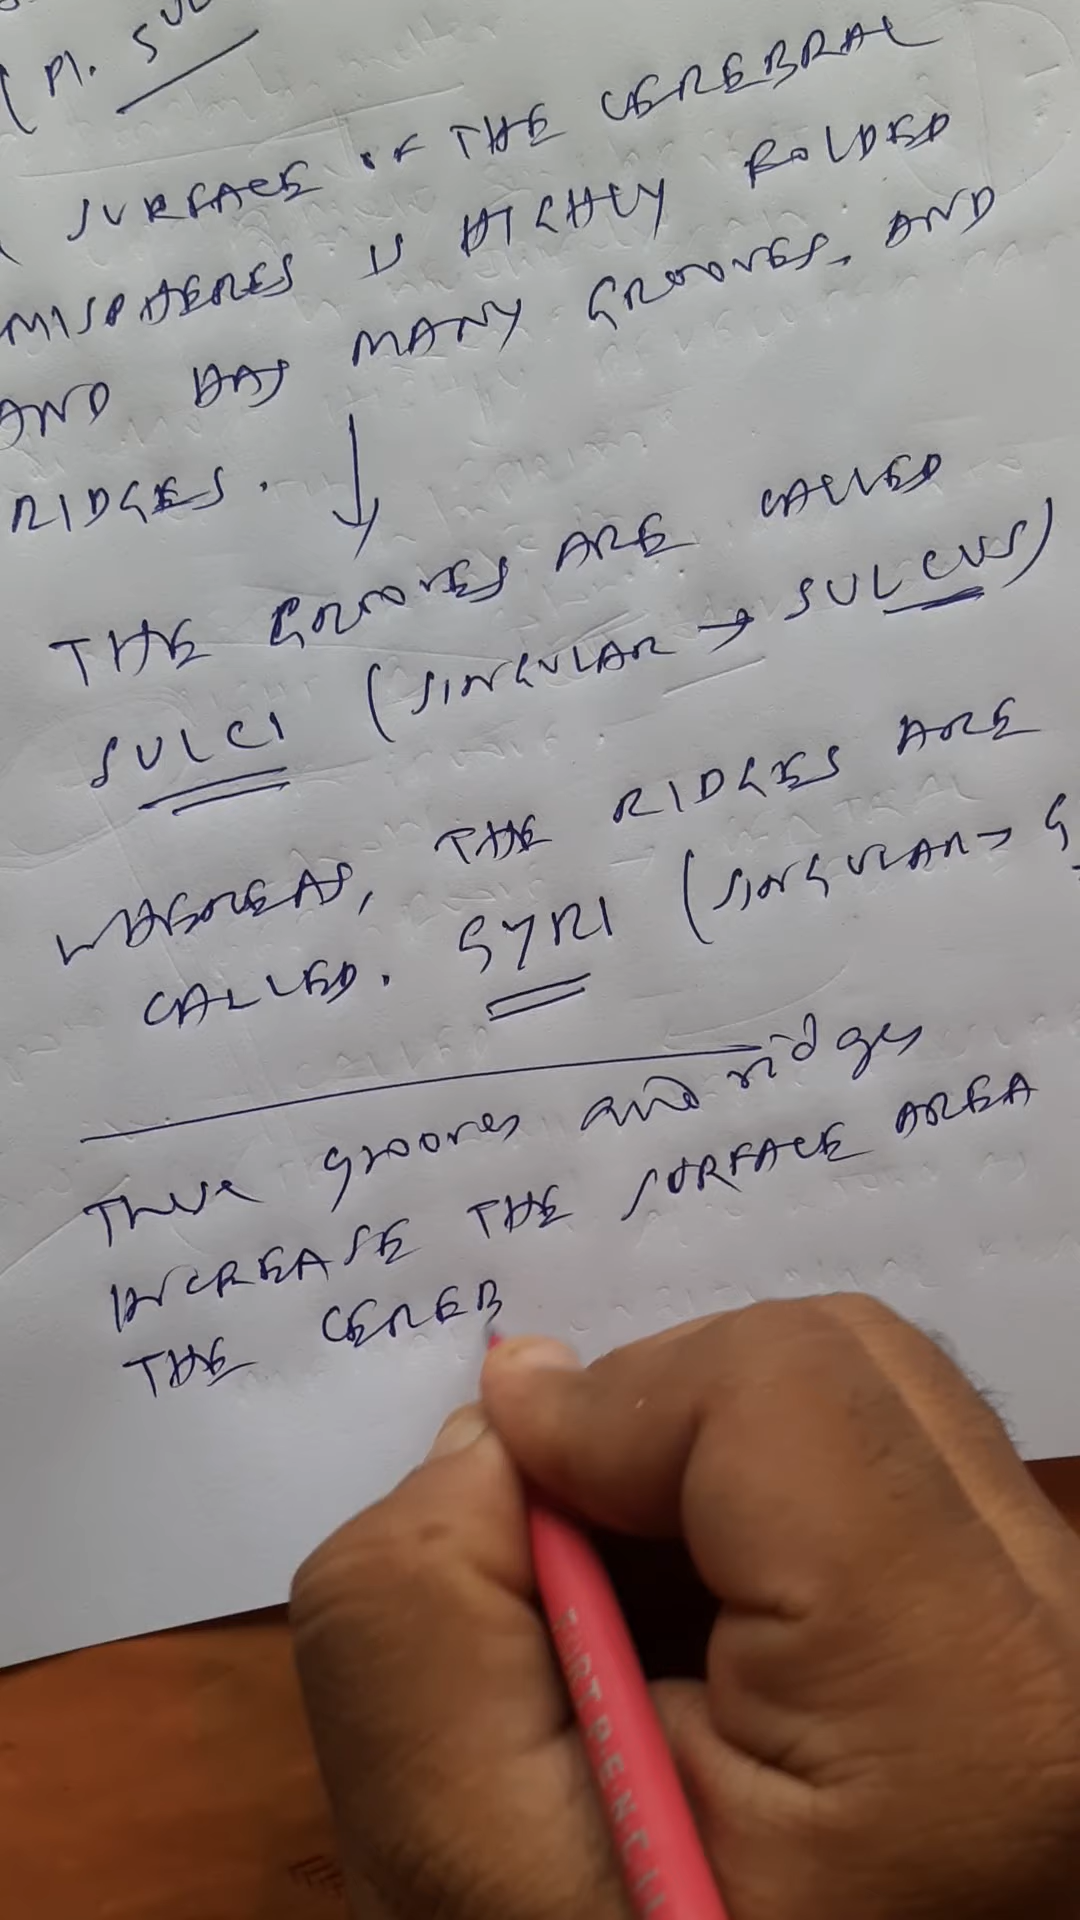 (Pl. SUL
SURFACE OF THE CEREBRAL
MISPHERES IS HIGHLY FOLDED
AND HAS MANY GROOVES, AND
RIDGES.
THE GROOVES ARE CALLED
SULCI (SINGULAR → SULCUS)
WHEREAS, THE RIDGES ARE
CALLED. GYRI (SINGULAR → G
These grooves and ridges
INCREASE THE SURFACE AREA
THE CEREB